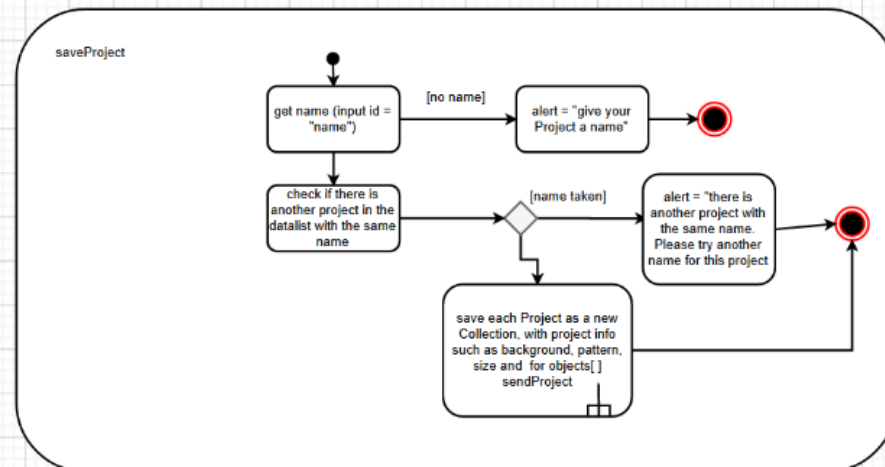 saveProject
get name (input id =
"name")
[no name]
alert = "give your
Project a name"
check if there is
another project in the
datalist with the same
name
[name taken]
alert = "there is
another project with
the same name.
Please try another
name for this project
save each Project as a new
Collection, with project info
such as background, pattern,
size and  for objects[ ]
sendProject